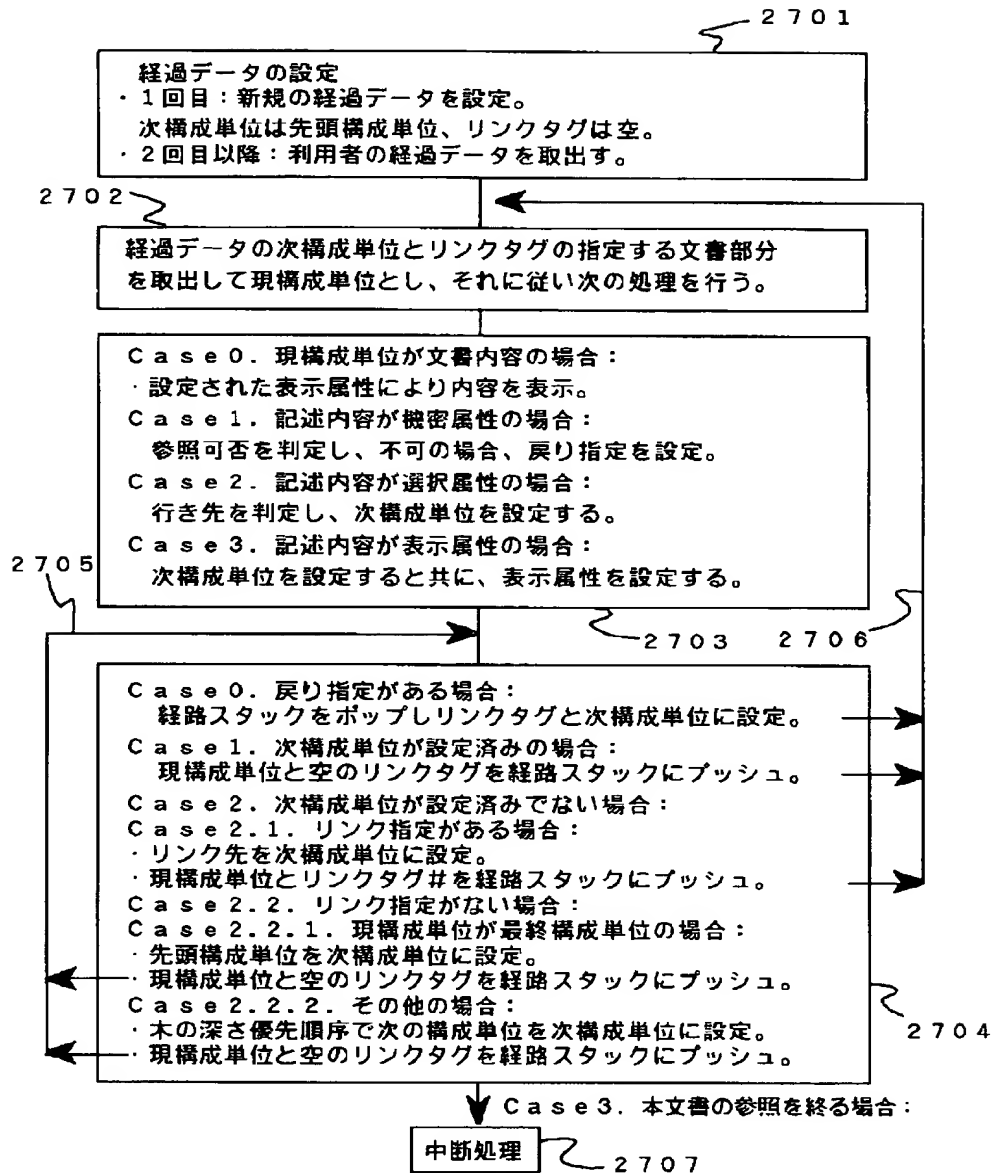 2701
経過データの設定
・1回目：新規の経過データを設定。
次構成単位は先頭構成単位、リンクタグは空。
・2回目以降：利用者の経過データを取出す。
2702
経過データの次構成単位とリンクタグの指定する文書部分
を取出して現構成単位とし、それに従い次の処理を行う。
Case0. 現構成単位が文書内容の場合：
・設定された表示属性により内容を表示。
Case1. 記述内容が機密属性の場合：
参照可否を判定し、不可の場合、戻り指定を設定。
Case2. 記述内容が選択属性の場合：
行き先を判定し、次構成単位を設定する。
Case3. 記述内容が表示属性の場合：
次構成単位を設定すると共に、表示属性を設定する。
2705
2703
2706
Case0. 戻り指定がある場合：
経路スタックをポップしリンクタグと次構成単位に設定。
Case1. 次構成単位が設定済みの場合：
現構成単位と空のリンクタグを経路スタックにプッシュ。
Case2. 次構成単位が設定済みでない場合：
Case2.1. リンク指定がある場合：
・リンク先を次構成単位に設定。
・現構成単位とリンクタグ#を経路スタックにプッシュ。
Case2.2. リンク指定がない場合：
Case2.2.1. 現構成単位が最終構成単位の場合：
・先頭構成単位を次構成単位に設定。
・現構成単位と空のリンクタグを経路スタックにプッシュ。
Case2.2.2. その他の場合：
・木の深さ優先順序で次の構成単位を次構成単位に設定。
・現構成単位と空のリンクタグを経路スタックにプッシュ。
2704
Case3. 本文書の参照を終る場合：
中断処理
2707